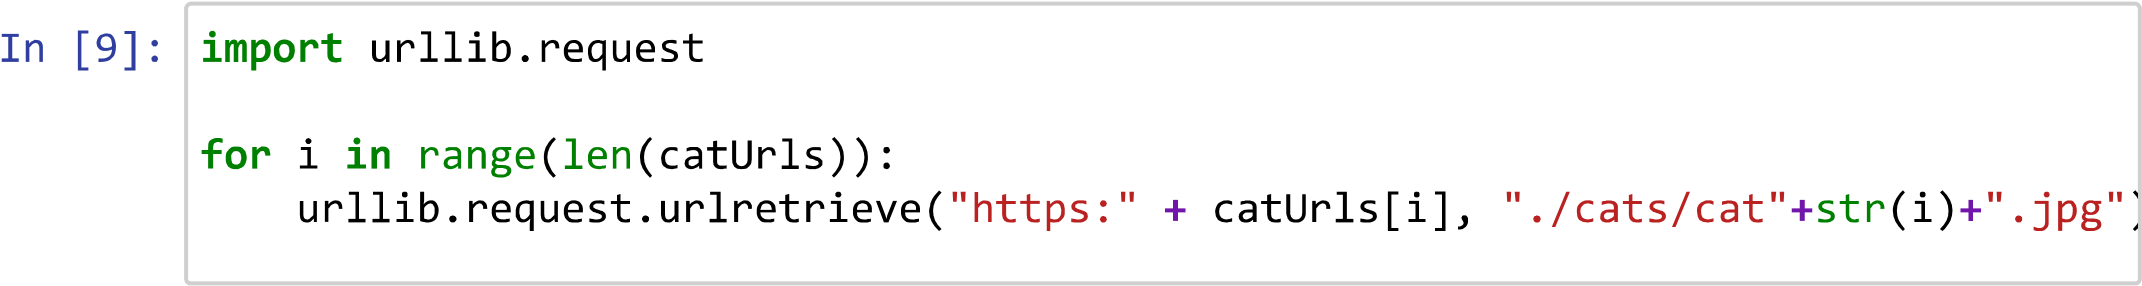 In [9]: import urllib.request
for i in range(len(catUrls)):
    urllib.request.urlretrieve("https:" + catUrls[i], "./cats/cat"+str(i)+".jpg")